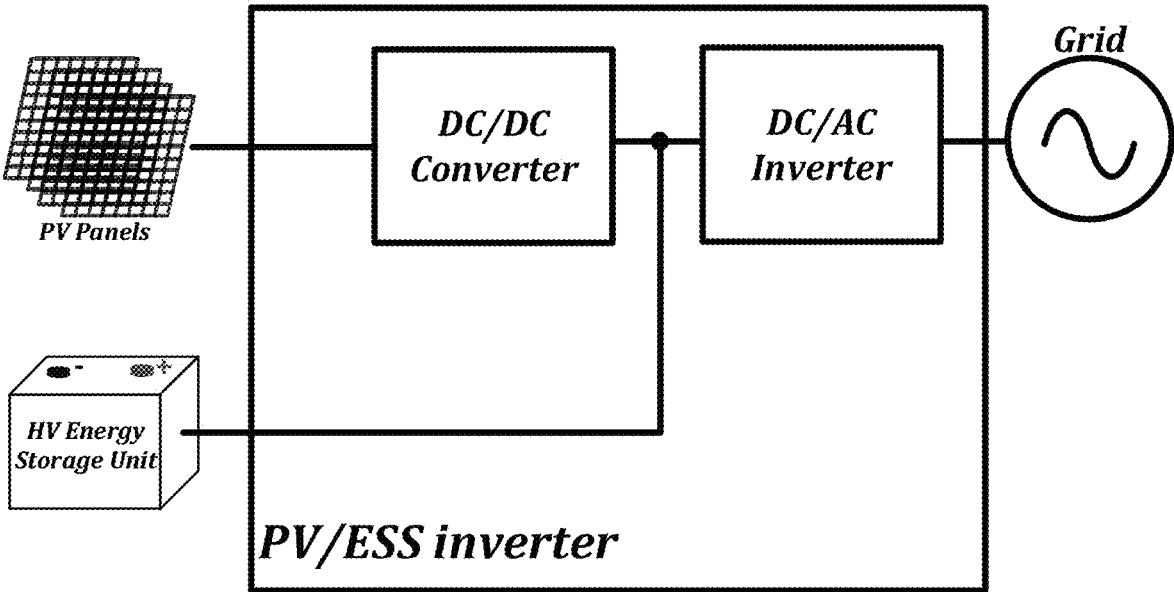 Grid
DC/DC
Converter
DC/AC
Inverter
PV Panels
- +
HV Energy
Storage Unit
PV/ESS inverter